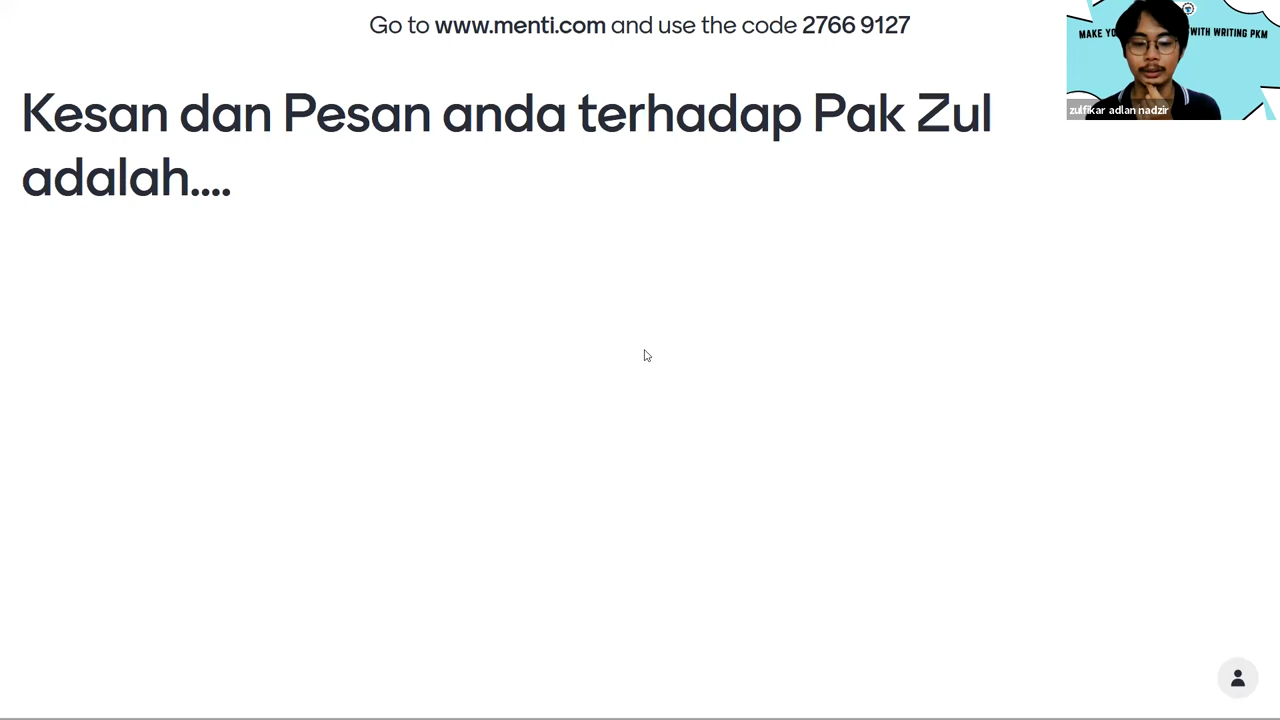 Go to www.menti.com and use the code 2766 9127
Kesan dan Pesan anda terhadap Pak Zul
adalah....
MAKE YO WITH WRITING PKM
zulfikar adlan nadzir